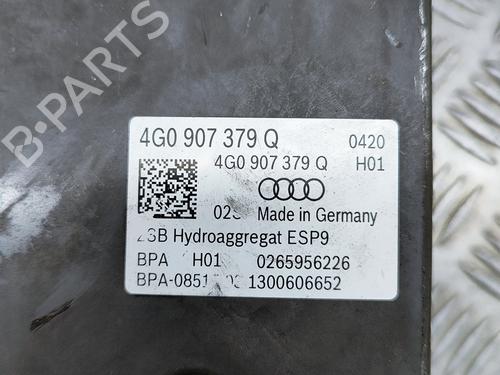 B-PARTS
4G0 907 379 Q 0420
4G0 907 379 Q H01
Made in Germany
Hydroaggregat ESP9
BPA H01 0265956226
1300606652